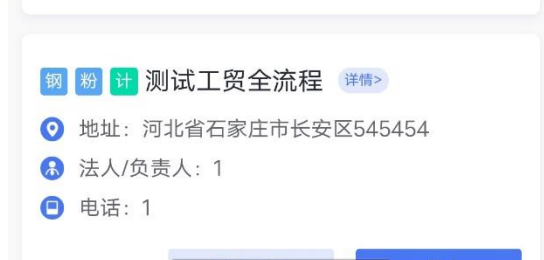 钢 粉 计 测试工贸全流程 详情>
地址：河北省石家庄市长安区545454
法人/负责人：1
电话：1